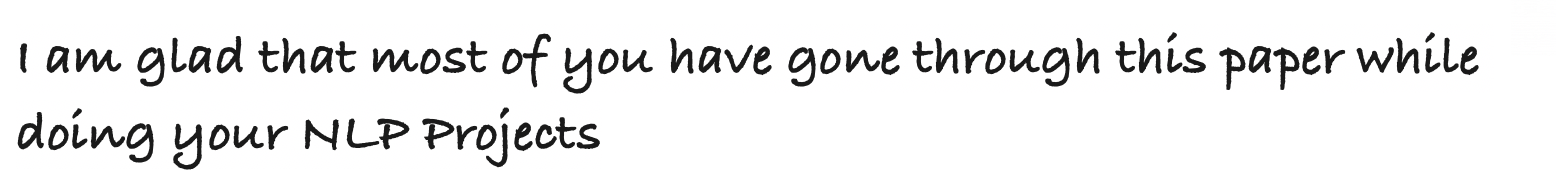 I am glad that most of you have gone through this paper while
doing your NLP Projects